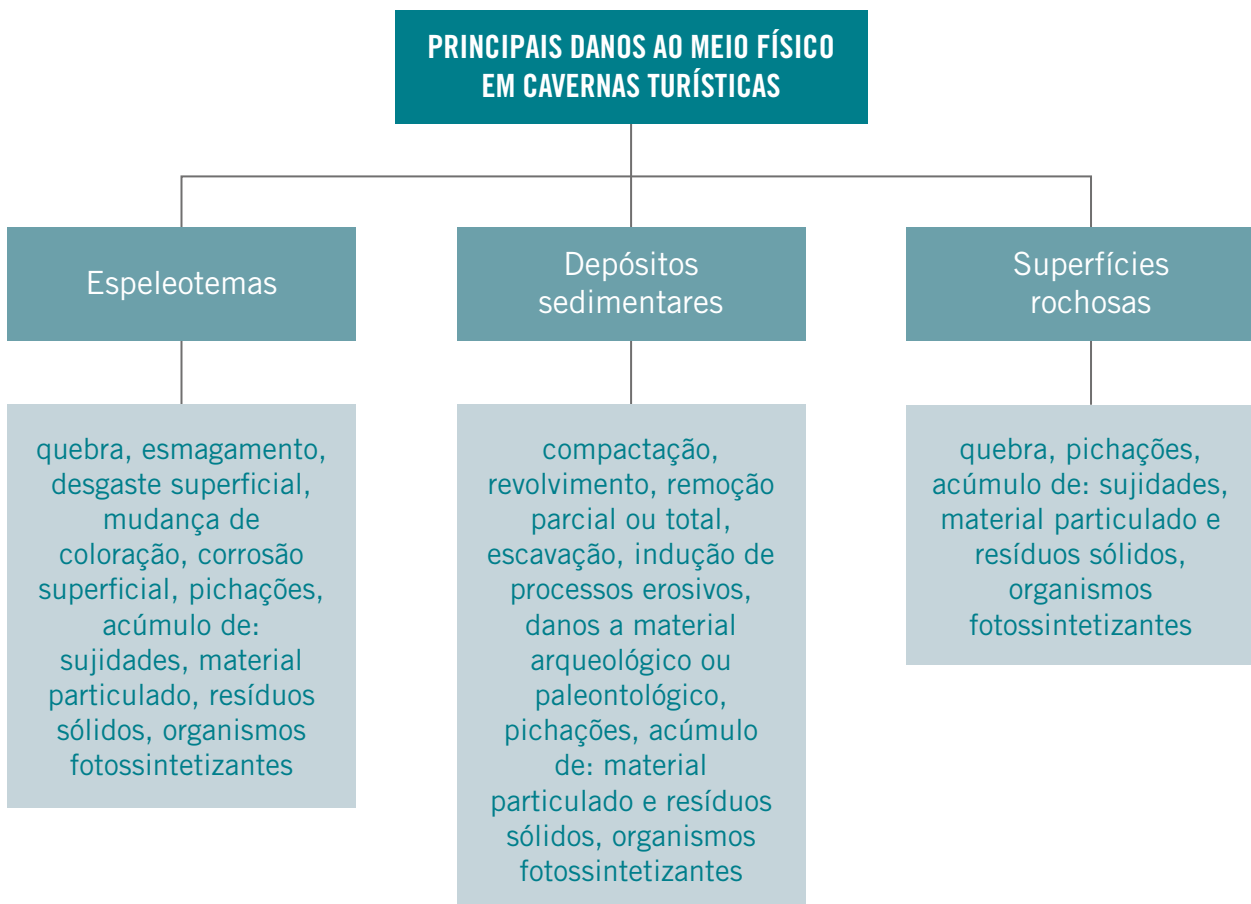 PRINCIPAIS DANOS AO MEIO FÍSICO
EM CAVERNAS TURÍSTICAS
Espeleotemas
quebra, esmagamento,
desgaste superficial,
mudança de
coloração, corrosão
superficial, pichações,
acúmulo de:
sujidades, material
particulado, resíduos
sólidos, organismos
fotossintetizantes
Depósitos
sedimentares
compactação,
revolvimento, remoção
parcial ou total,
escavação, indução de
processos erosivos,
danos a material
arqueológico ou
paleontológico,
pichações, acúmulo
de: material
particulado e resíduos
sólidos, organismos
fotossintetizantes
Superfícies
rochosas
quebra, pichações,
acúmulo de: sujidades,
material particulado e
resíduos sólidos,
organismos
fotossintetizantes